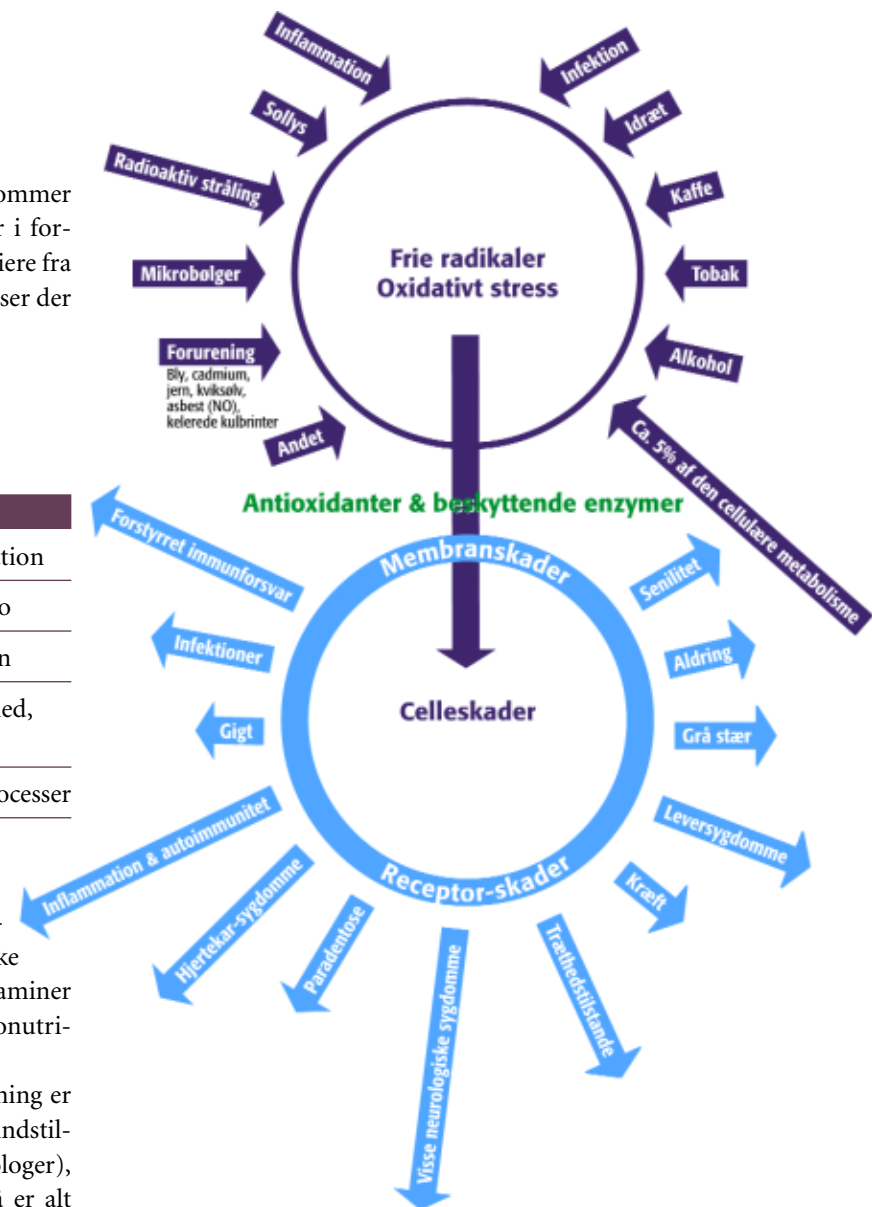 Inflammation
Sollys
Radioaktiv stråling
Mikrobølger
Forurening
Bly, cadmium,
jern, kviksølv,
asbest (NO),
kelerede kulbrinter
Andet
Infektion
Idræt
Kaffe
Tobak
Alkohol
Ca. 5% af den cellulære metabolisme
Frie radikaler
Oxidativt stress
Antioxidanter & beskyttende enzymer
Membranskader
Celleskader
Receptor-skader
Forstyrret immunforsvar
Infektioner
Gigt
Inflammation & autoimmunitet
Hjertekar-sygdomme
Paradentose
Visse neurologiske sygdomme
Træthedstilstande
Kræft
Leversygdomme
Grå stær
Aldring
Senilitet
ommer
r i for-
iere fra
ser der
tion
o
n
ed,
ocesser
-
ke
aminer
onutri-
ning er
ndstil-
ologer),
er alt